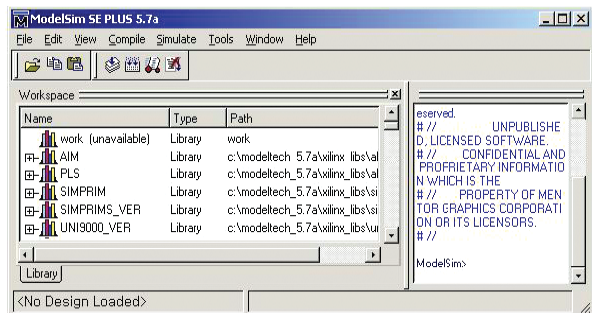 ModelSim SE PLUS 5.7a
File Edit View Compile Simulate Tools Window Help
Workspace
Name Type Path
work (unavailable) Library work
AIM Library c:\modeltech_5.7a\xilinx_libs\al
PLS Library c:\modeltech_5.7a\xilinx_libs\al
SIMPRIM Library c:\modeltech_5.7a\xilinx_libs\si
SIMPRIMS_VER Library c:\modeltech_5.7a\xilinx_libs\si
UNI9000_VER Library c:\modeltech_5.7a\xilinx_libs\ur
Library
eserved.
# // UNPUBLISHE
D, LICENSED SOFTWARE.
# // CONFIDENTIAL AND
PROFRIETARY INFORMATIO
N WHICH IS THE
# // PROPERTY OF MEN
TOR GRAPHICS CORPORATI
ON OR ITS LICENSORS.
# //
ModelSim>
<No Design Loaded>